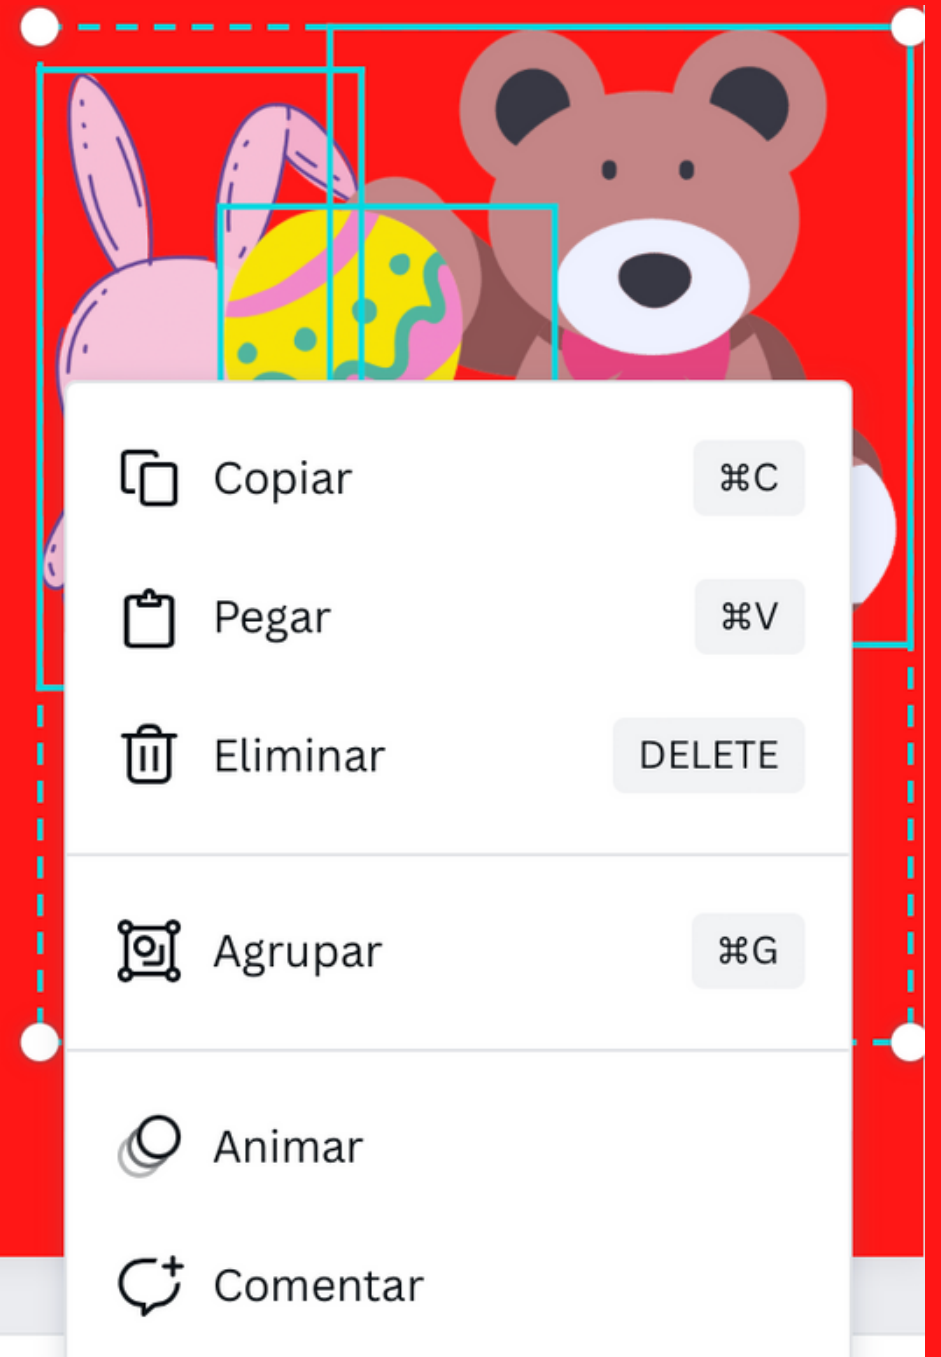 Copiar ⌘C
Pegar ⌘V
Eliminar DELETE
Agrupar ⌘G
Animar
Comentar